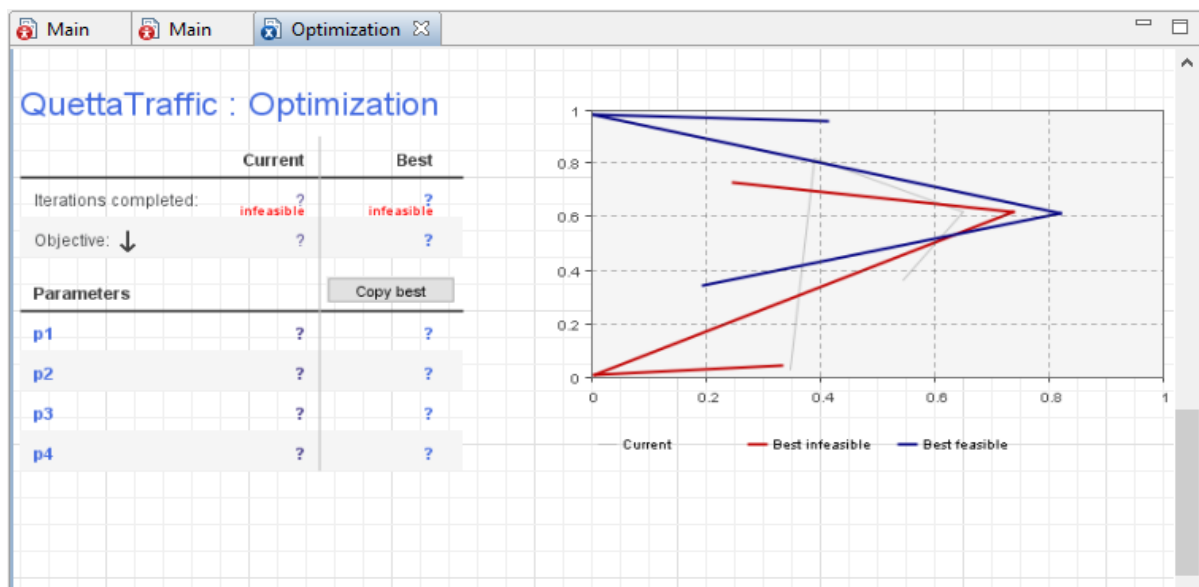 Main Main Optimization
QuettaTraffic : Optimization
Current Best
Iterations completed: ? ?
infeasible infeasible
Objective: ↓ ? ?
Parameters Copy best
p1 ? ?
p2 ? ?
p3 ? ?
p4 ? ?
1
0.8
0.6
0.4
0.2
0
0 0.2 0.4 0.6 0.8 1
Current Best infeasible Best feasible